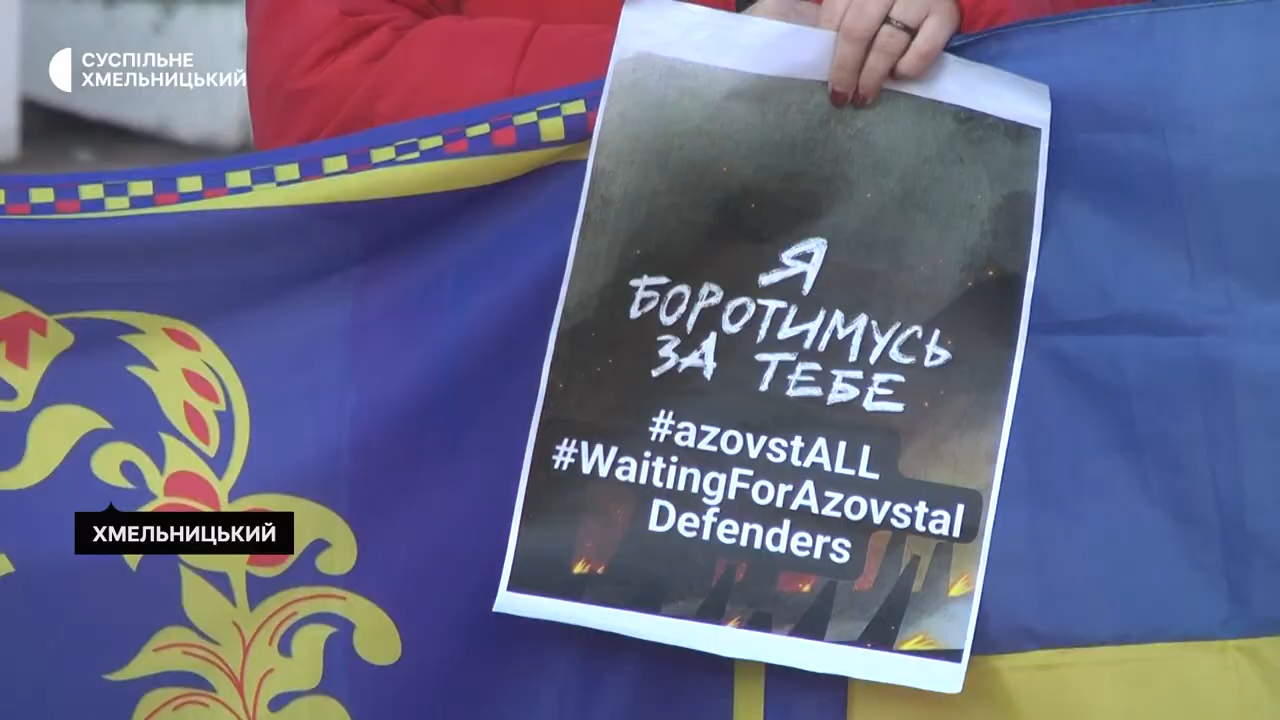 СУСПІЛЬНЕ
ХМЕЛЬНИЦЬКИЙ
Я
БОРОТИМУСЬ
ЗА ТЕБЕ
#azovstALL
#WaitingForAzovstal
Defenders
ХМЕЛЬНИЦЬКИЙ